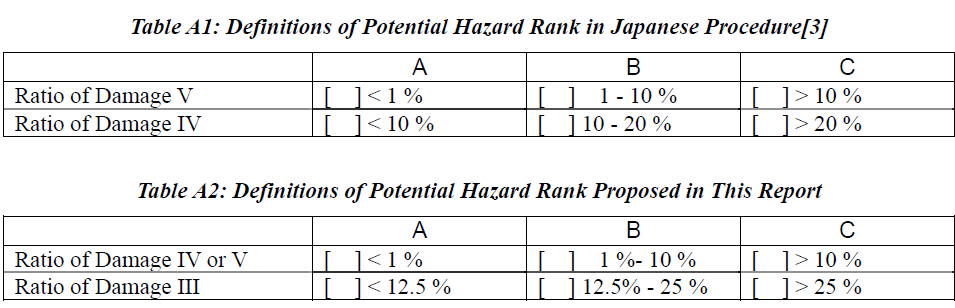 Table A1: Definitions of Potential Hazard Rank in Japanese Procedure[3]
A B C
Ratio of Damage V [ ] < 1 % [ ] 1 - 10 % [ ] > 10 %
Ratio of Damage IV [ ] < 10 % [ ] 10 - 20 % [ ] > 20 %
Table A2: Definitions of Potential Hazard Rank Proposed in This Report
A B C
Ratio of Damage IV or V [ ] < 1 % [ ] 1 %- 10 % [ ] > 10 %
Ratio of Damage III [ ] < 12.5 % [ ] 12.5% - 25 % [ ] > 25 %